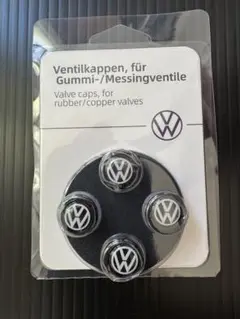 Ventilkappen, für
Gummi-/Messingventile
Valve caps, for
rubber/copper valves